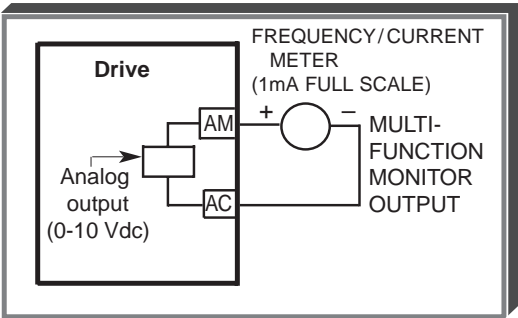 FREQUENCY/CURRENT
METER
(1mA FULL SCALE)
Drive
AM
+
–
MULTI-
FUNCTION
MONITOR
OUTPUT
Analog
output
(0-10 Vdc)
AC